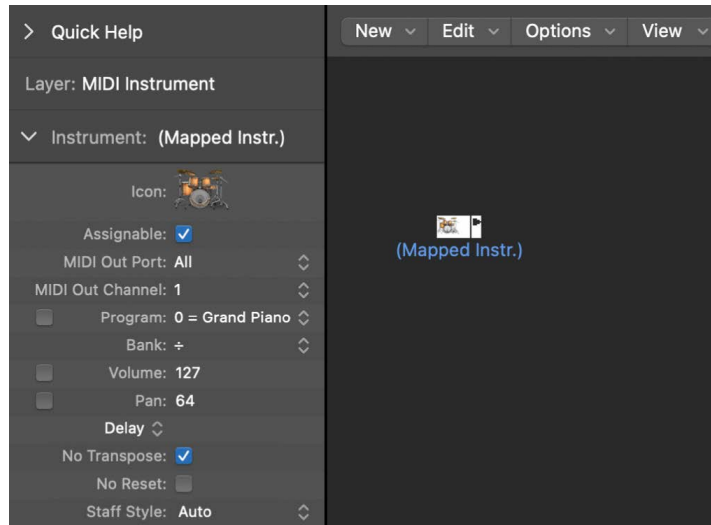 Quick Help
Layer: MIDI Instrument
Instrument: (Mapped Instr.)
Icon:
Assignable:
MIDI Out Port: All
MIDI Out Channel: 1
Program: 0 = Grand Piano
Bank: ÷
Volume: 127
Pan: 64
Delay
No Transpose:
No Reset:
Staff Style: Auto
New Edit Options View
(Mapped Instr.)